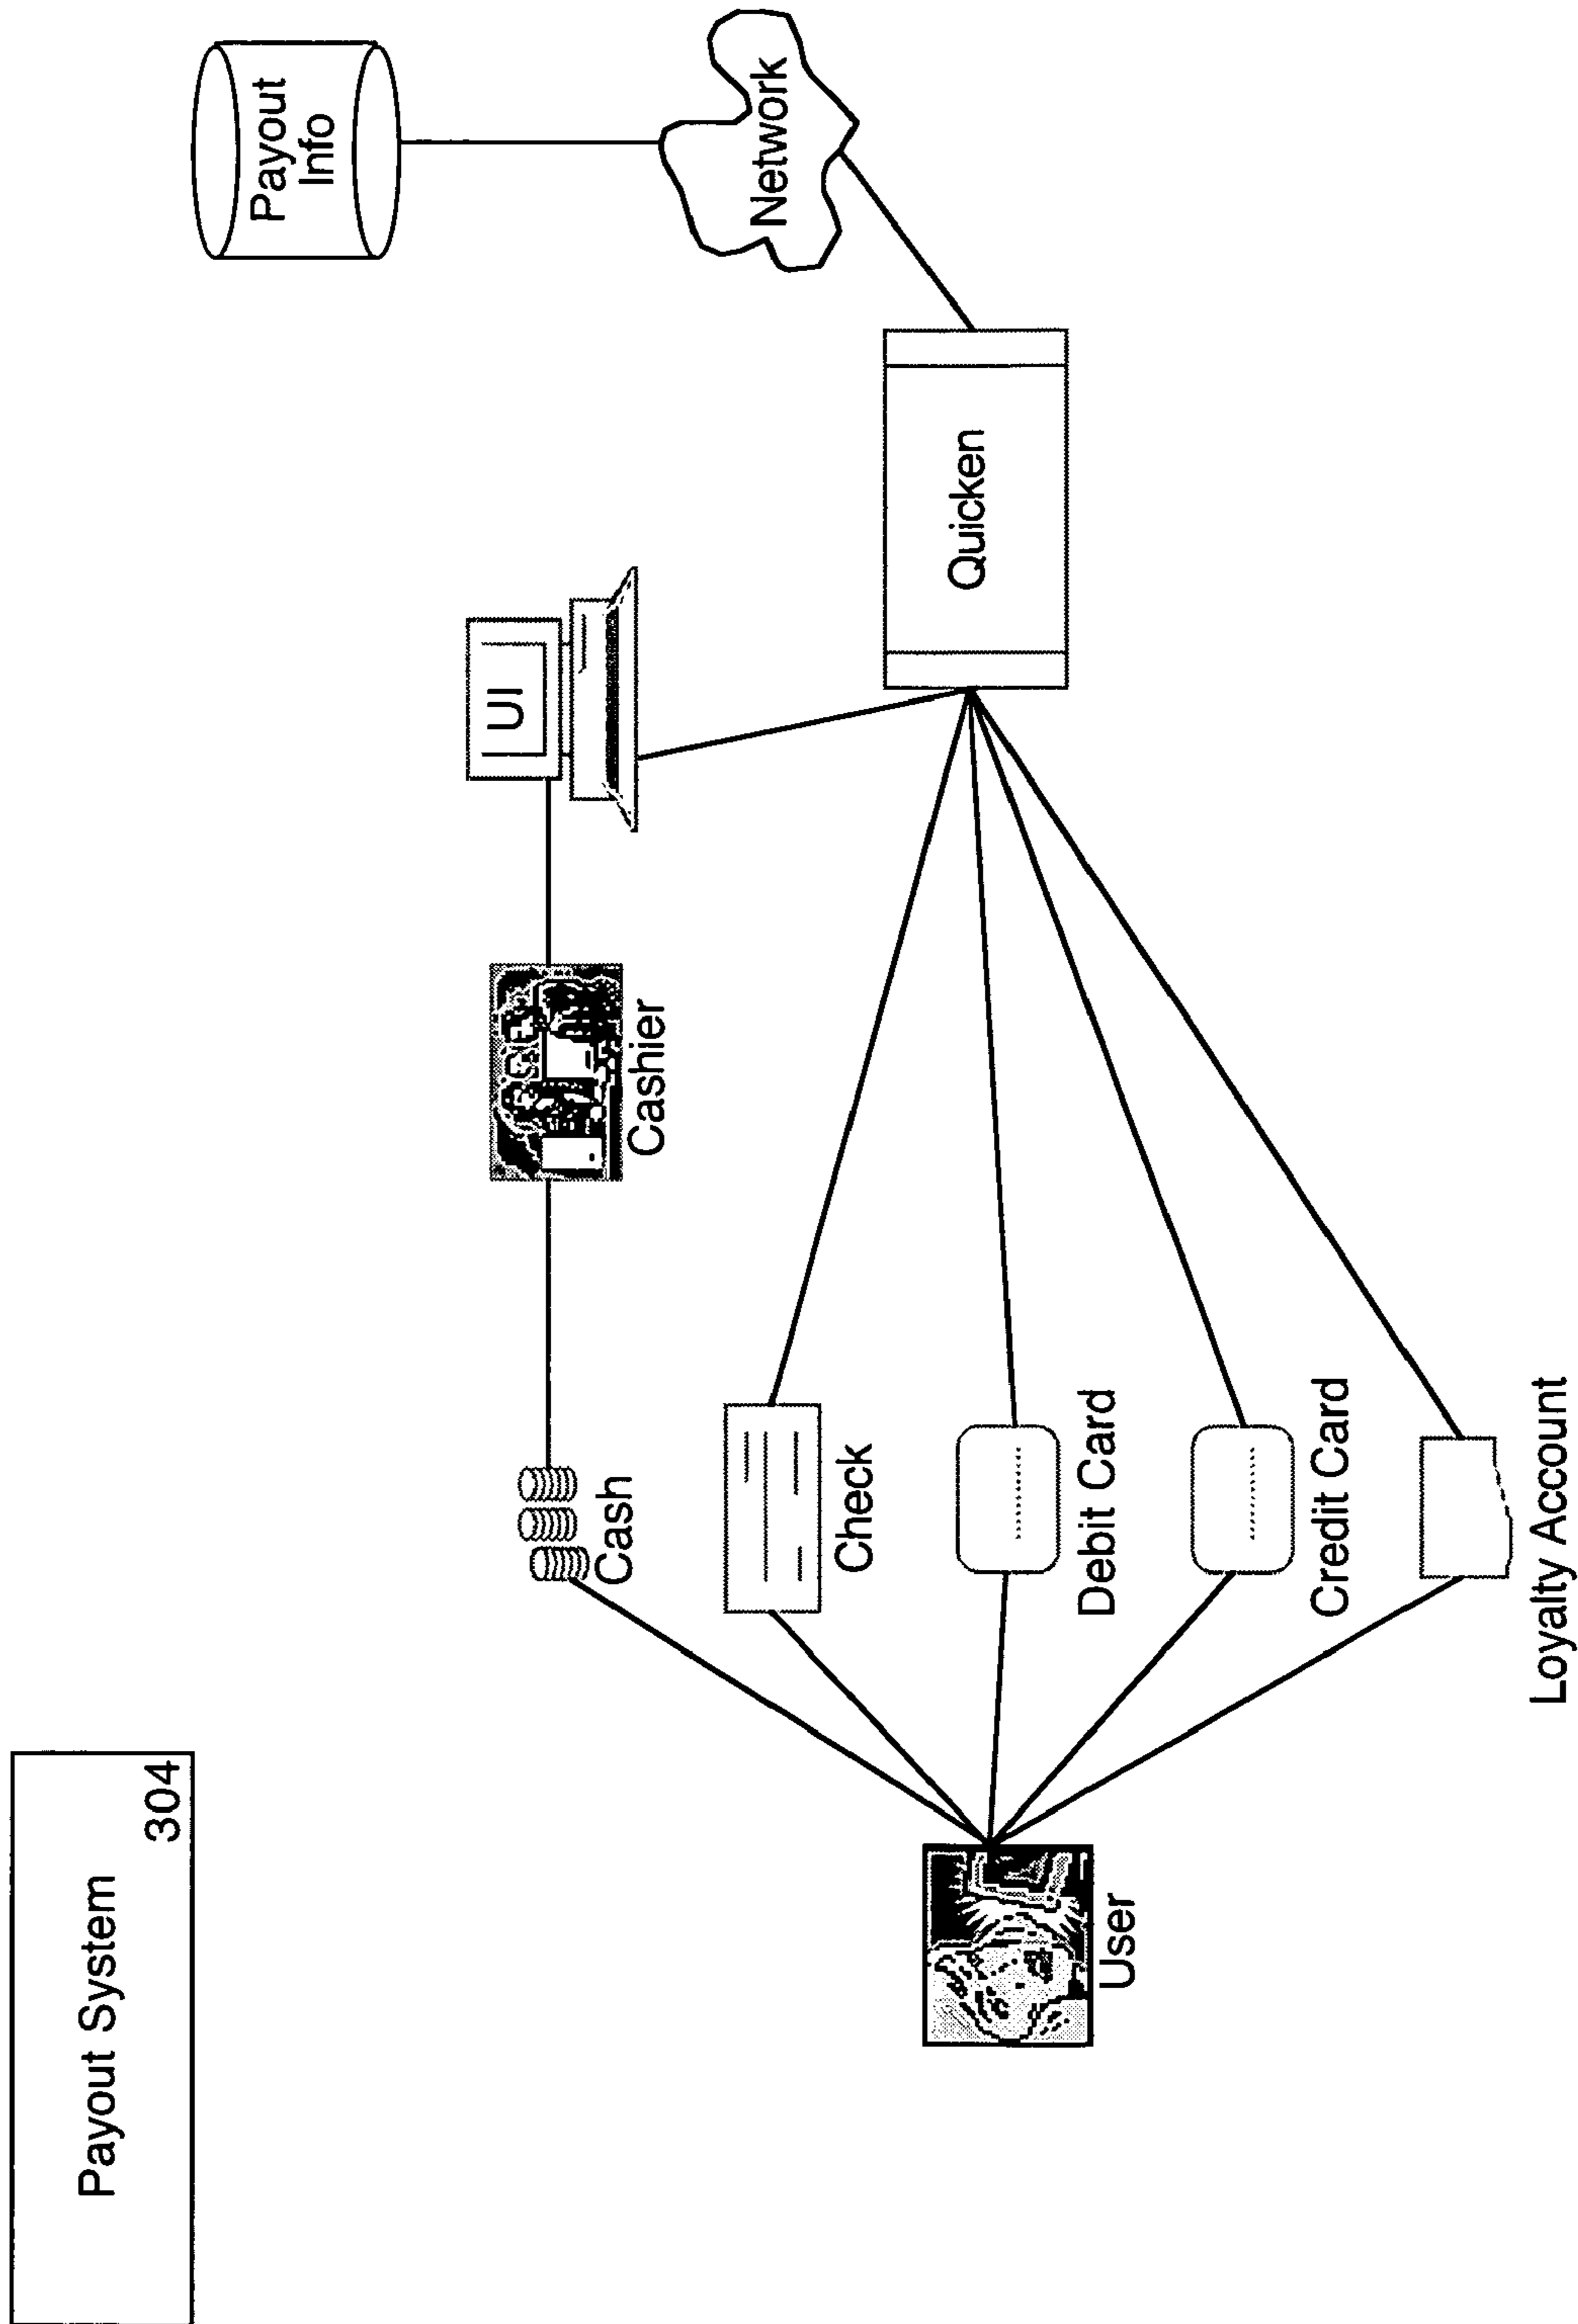 Payout System
304
Payout
Info
UI
Network
Cashier
Cash
Quicken
Check
Debit Card
User
Credit Card
Loyalty Account